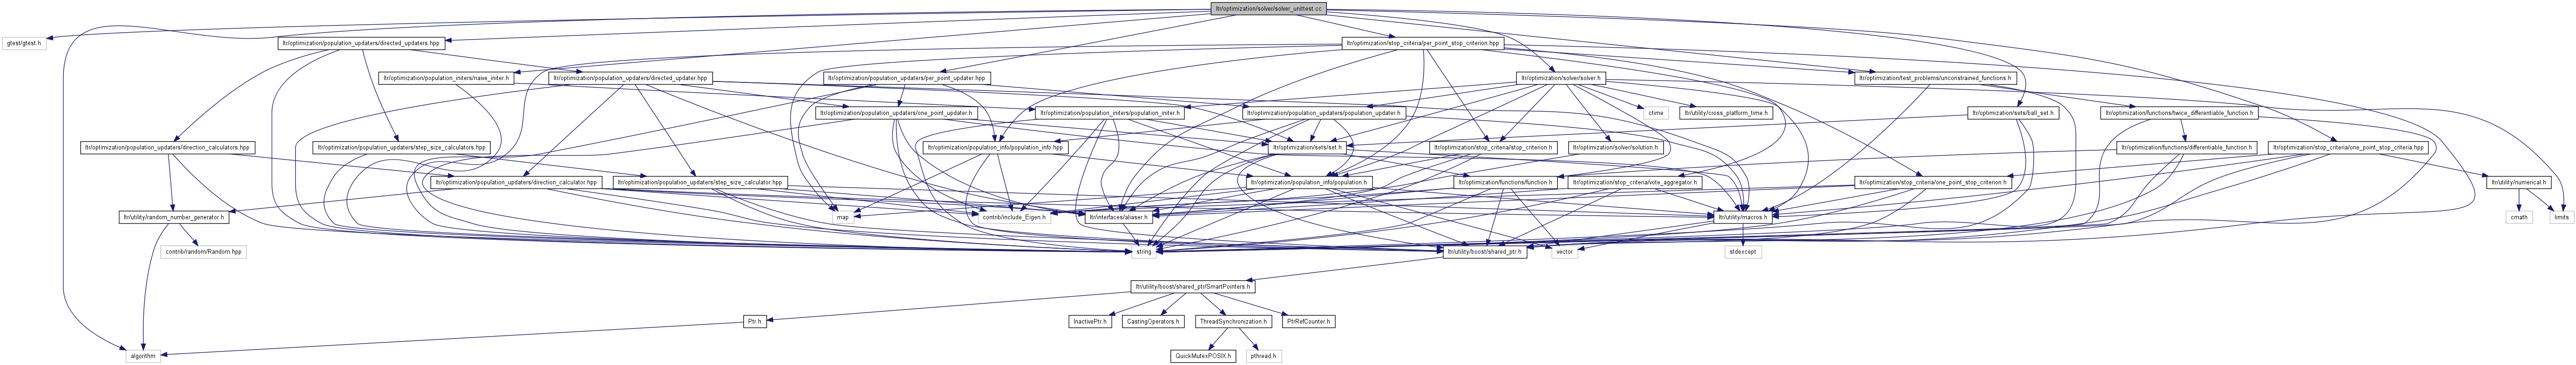 ltr/optimization/solver/solver_unittest.cc
gtest/gtest.h
ltr/optimization/population_updaters/directed_updaters.hpp
ltr/optimization/stop_criteria/per_point_stop_criterion.hpp
ltr/optimization/population_initers/naive_initer.h
ltr/optimization/population_updaters/directed_updater.hpp
ltr/optimization/population_updaters/per_point_updater.hpp
ltr/optimization/solver/solver.h
ltr/optimization/test_problems/unconstrained_functions.h
ltr/optimization/population_updaters/one_point_updater.h
ltr/optimization/population_initers/population_initer.h
ltr/optimization/population_updaters/population_updater.h
ctime
ltr/utility/cross_platform_time.h
ltr/optimization/sets/ball_set.h
ltr/optimization/functions/twice_differentiable_function.h
ltr/optimization/population_updaters/direction_calculators.hpp
ltr/optimization/population_updaters/step_size_calculators.hpp
ltr/optimization/population_info/population_info.hpp
ltr/optimization/sets/set.h
ltr/optimization/stop_criteria/stop_criterion.h
ltr/optimization/solver/solution.h
ltr/optimization/functions/differentiable_function.h
ltr/optimization/stop_criteria/one_point_stop_criteria.hpp
ltr/optimization/population_updaters/direction_calculator.hpp
ltr/optimization/population_updaters/step_size_calculator.hpp
ltr/optimization/population_info/population.h
ltr/optimization/functions/function.h
ltr/optimization/stop_criteria/vote_aggregator.h
ltr/optimization/stop_criteria/one_point_stop_criterion.h
ltr/utility/numerical.h
ltr/utility/random_number_generator.h
map
contrib/include_Eigen.h
ltr/interfaces/aliaser.h
ltr/utility/macros.h
cmath
limits
contrib/random/Random.hpp
string
ltr/utility/boost/shared_ptr.h
vector
stdexcept
ltr/utility/boost/shared_ptr/SmartPointers.h
Ptr.h
InactivePtr.h
CastingOperators.h
ThreadSynchronization.h
PtrRefCounter.h
algorithm
QuickMutexPOSIX.h
pthread.h